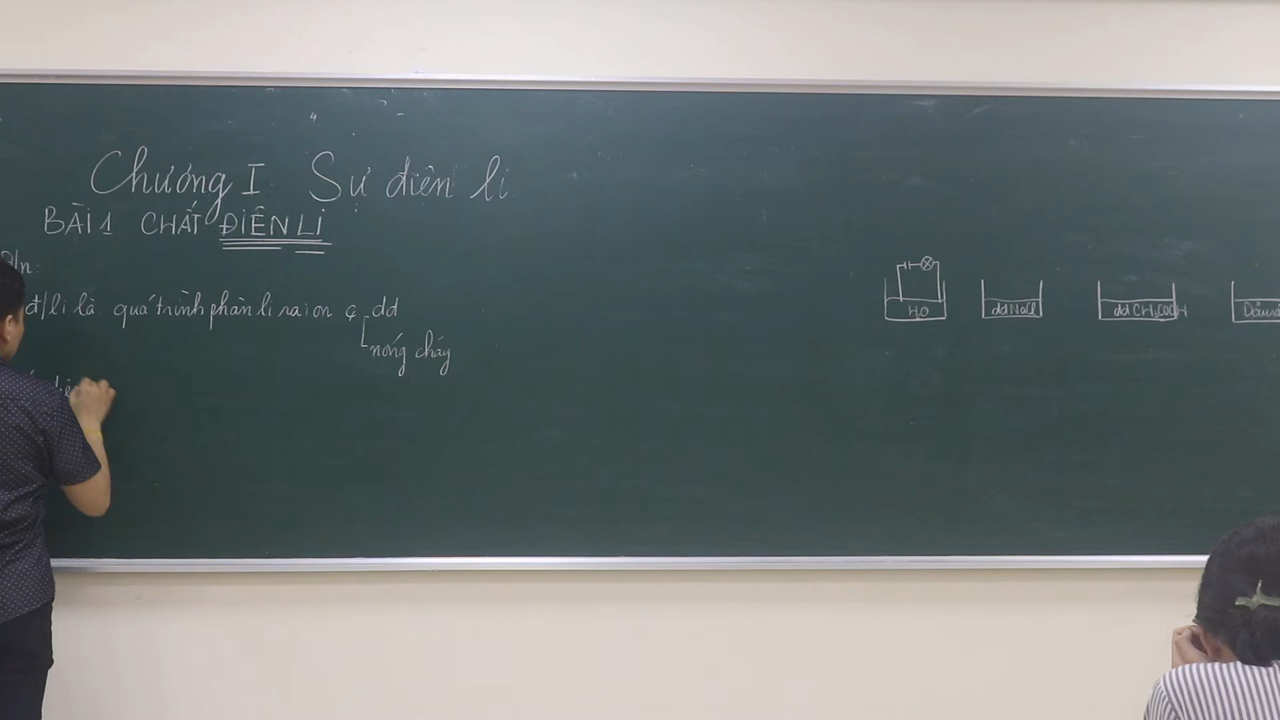 Chương I Sự điện li
BÀI 1 CHẤT ĐIỆN LI
đ/n:
đ/li là quá trình phân li ra ion ở dd
nóng chảy
H₂O
dd NaCl
dd CH₃COOH